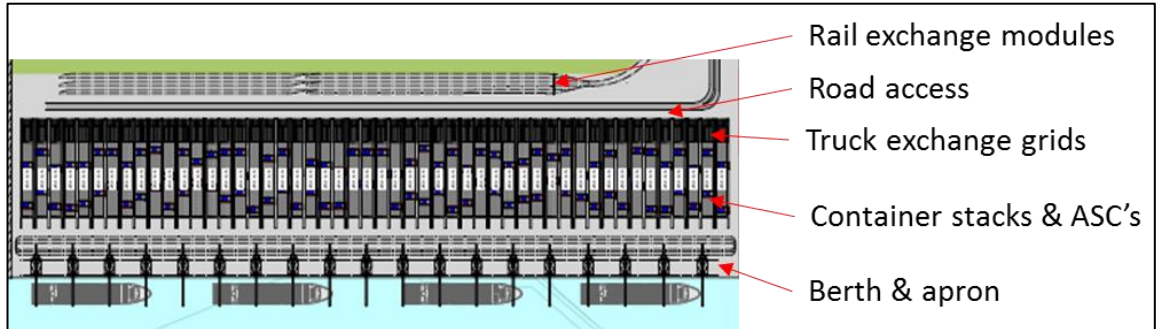 Rail exchange modules
Road access
Truck exchange grids
Container stacks & ASC's
Berth & apron